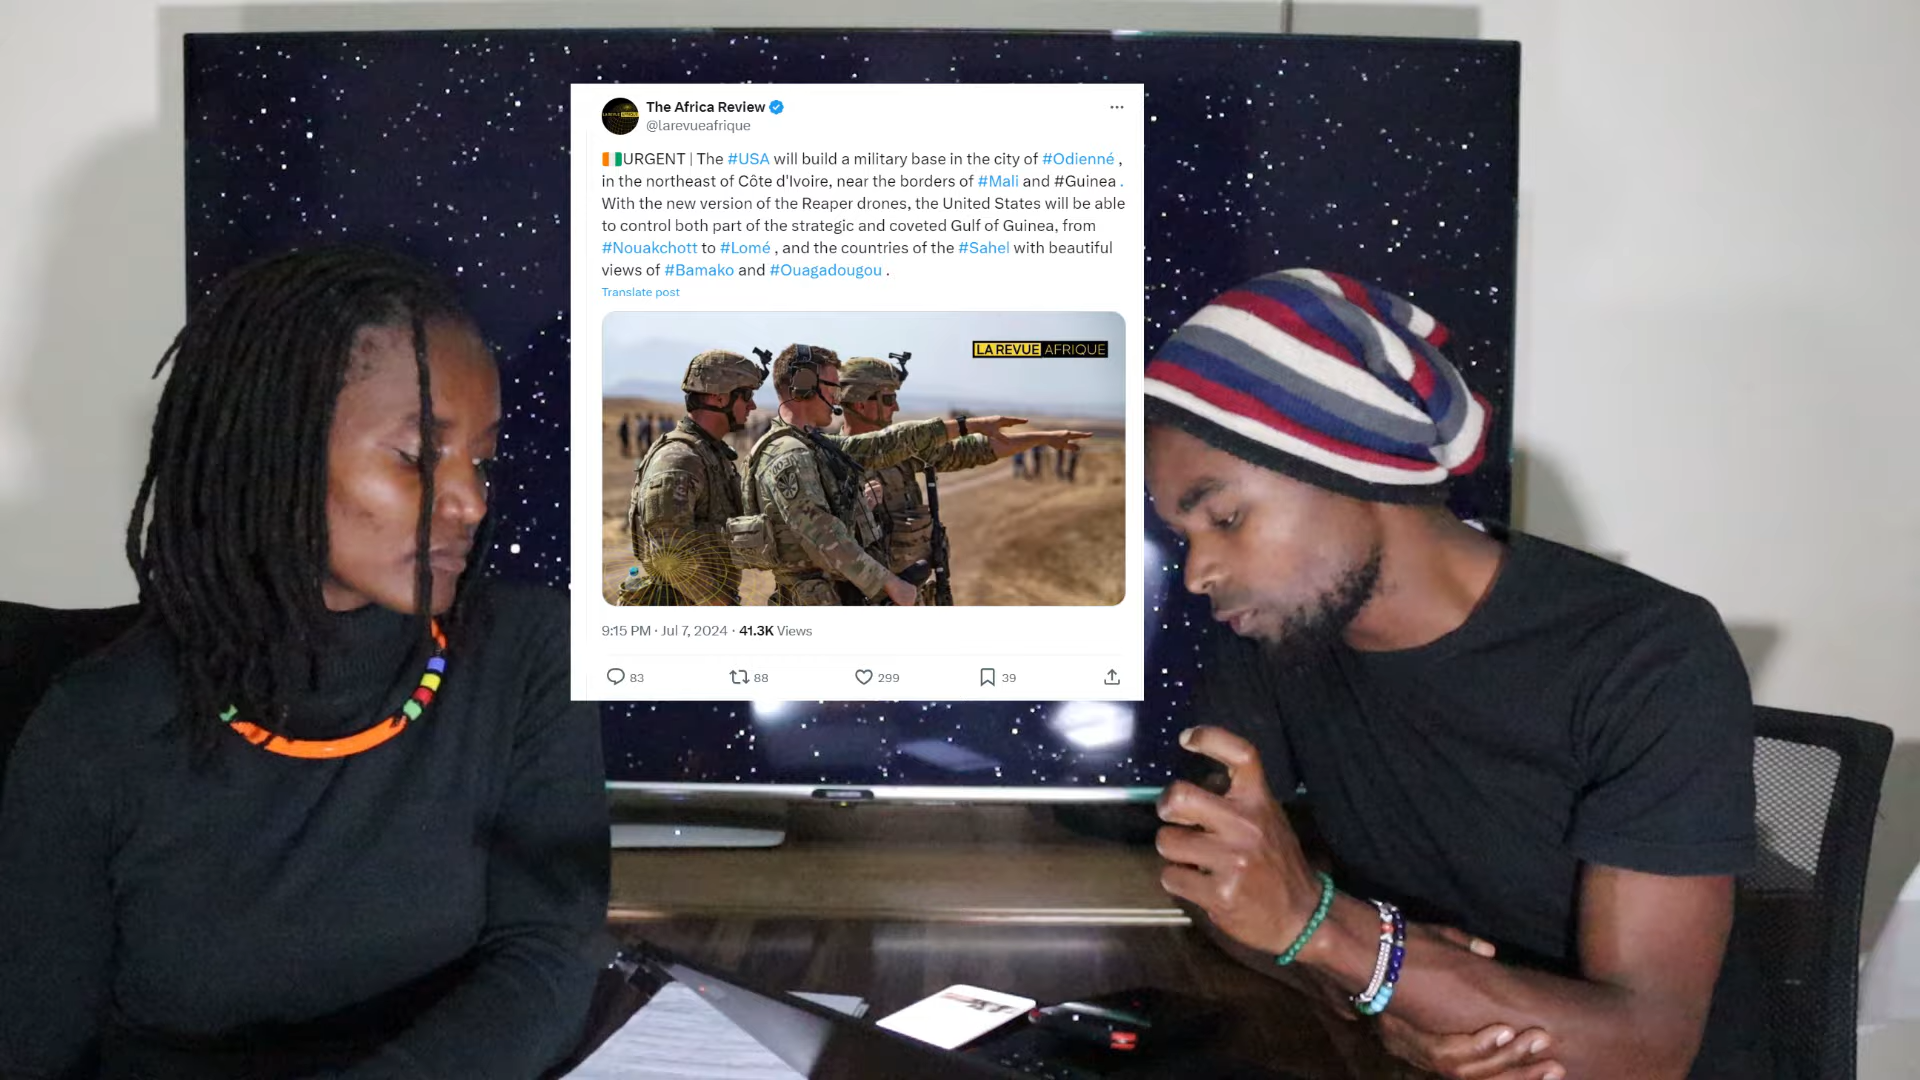 The Africa Review
@larevueafrique
🇨🇮URGENT | The #USA will build a military base in the city of #Odienné ,
in the northeast of Côte d'Ivoire, near the borders of #Mali and #Guinea .
With the new version of the Reaper drones, the United States will be able
to control both part of the strategic and coveted Gulf of Guinea, from
#Nouakchott to #Lomé , and the countries of the #Sahel with beautiful
views of #Bamako and #Ouagadougou .
Translate post
LA REVUE AFRIQUE
9:15 PM · Jul 7, 2024 · 41.3K Views
83 88 299 39